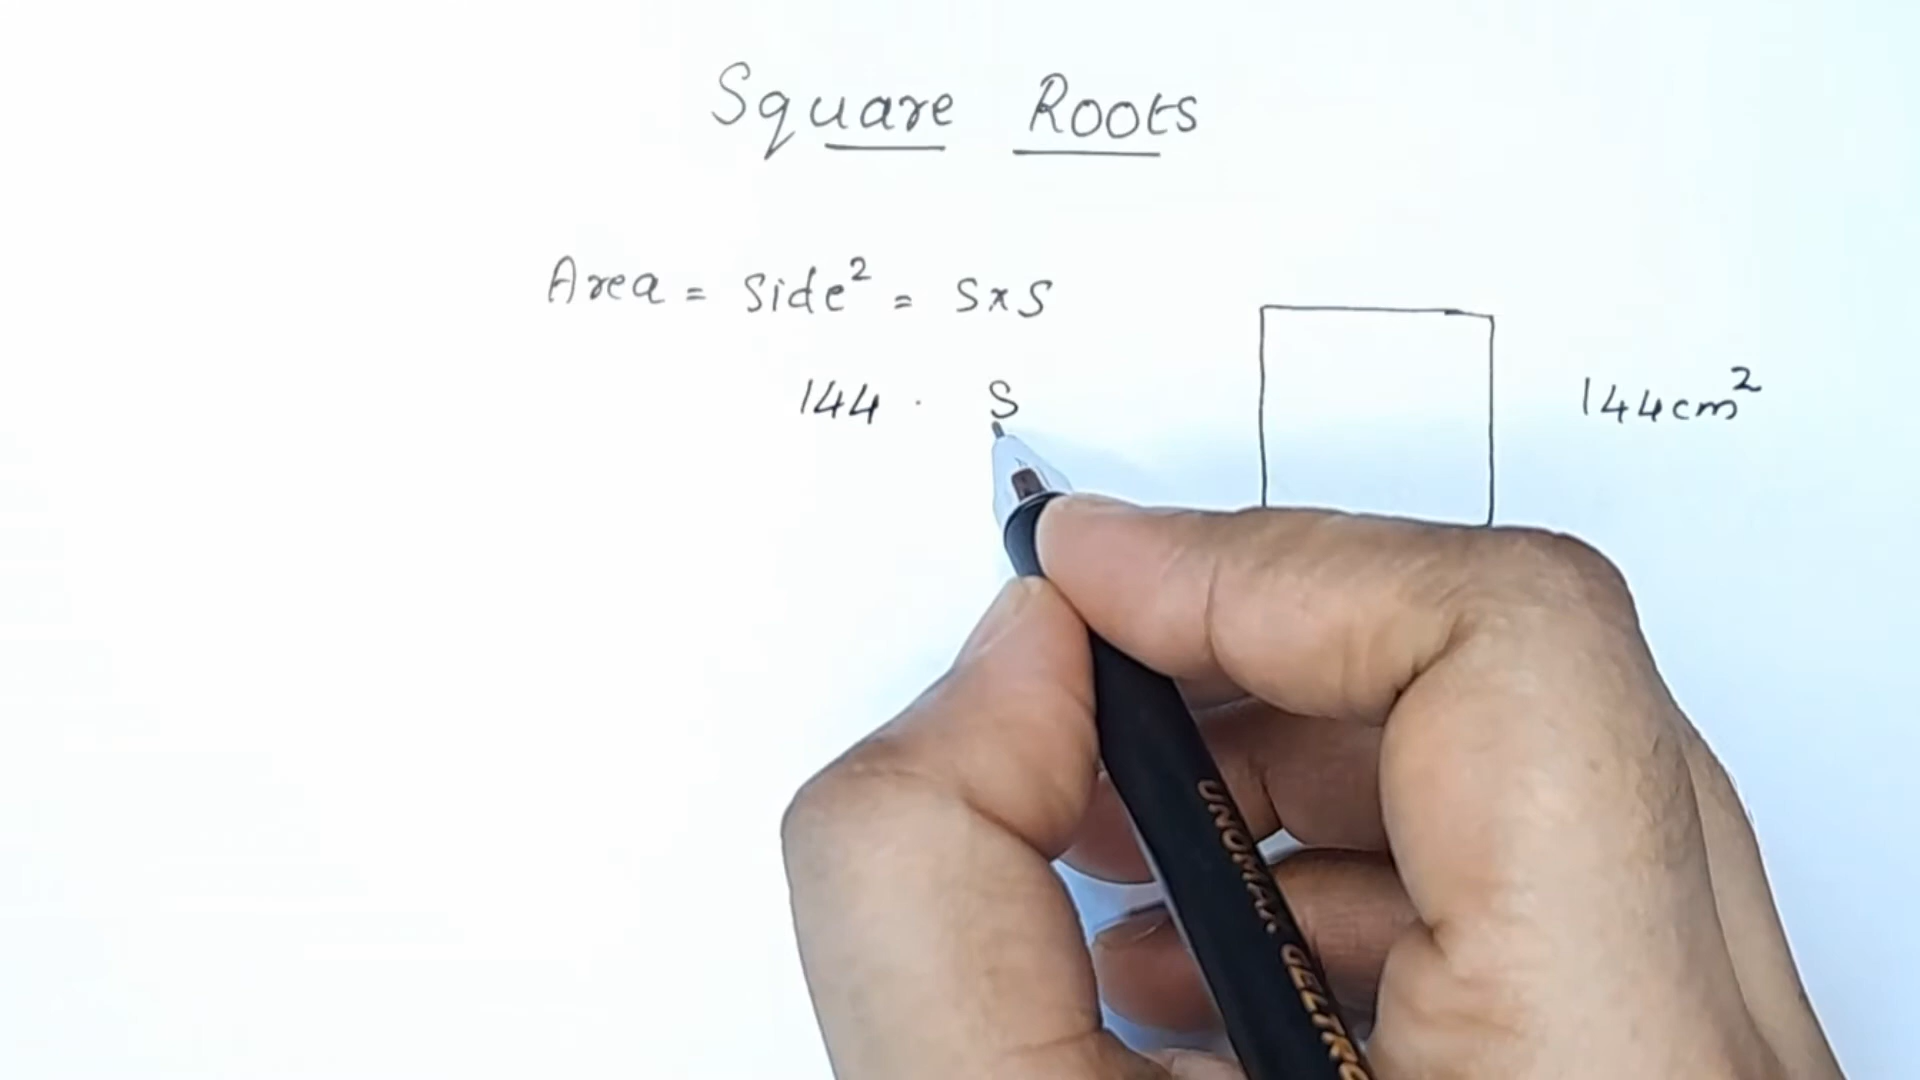 Square Roots
Area = Side² = S×S
144 · S
144cm²
UNOMAX GELTRO